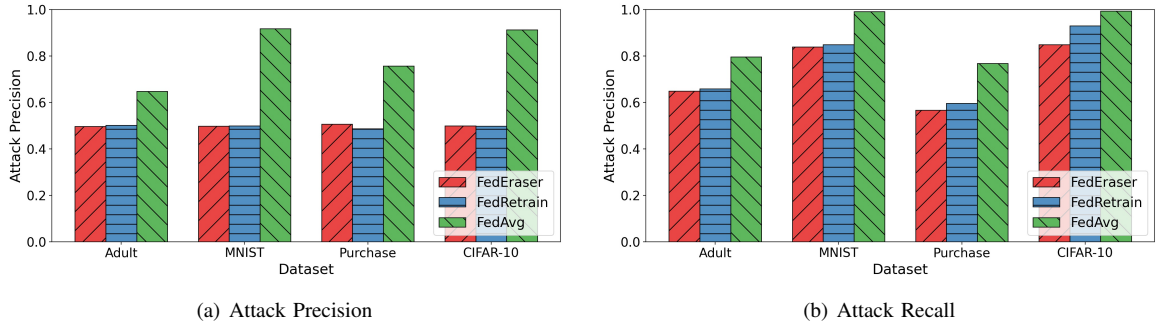 1.0
0.8
0.6
0.4
0.2
0.0
Attack Precision
Adult MNIST Purchase CIFAR-10
Dataset
FedEraser
FedRetrain
FedAvg
(a) Attack Precision
1.0
0.8
0.6
0.4
0.2
0.0
Attack Precision
Adult MNIST Purchase CIFAR-10
Dataset
FedEraser
FedRetrain
FedAvg
(b) Attack Recall